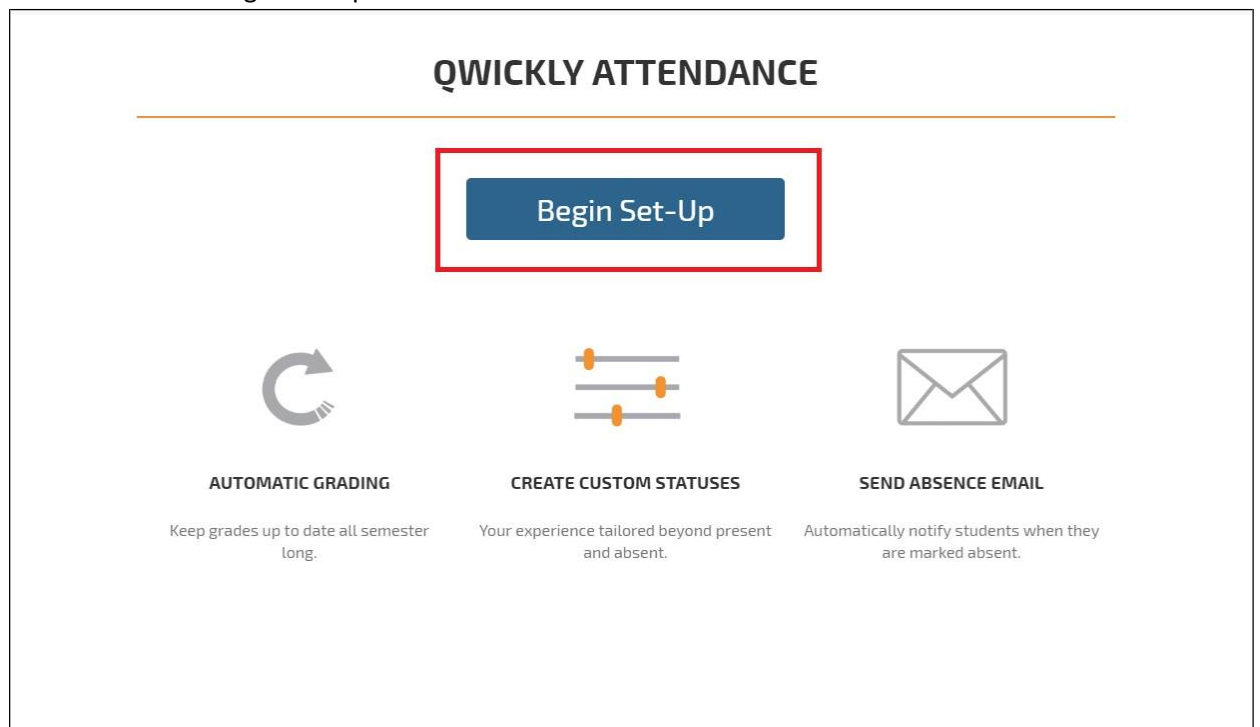 QWICKLY ATTENDANCE
Begin Set-Up
AUTOMATIC GRADING
Keep grades up to date all semester
long.
CREATE CUSTOM STATUSES
Your experience tailored beyond present
and absent.
SEND ABSENCE EMAIL
Automatically notify students when they
are marked absent.